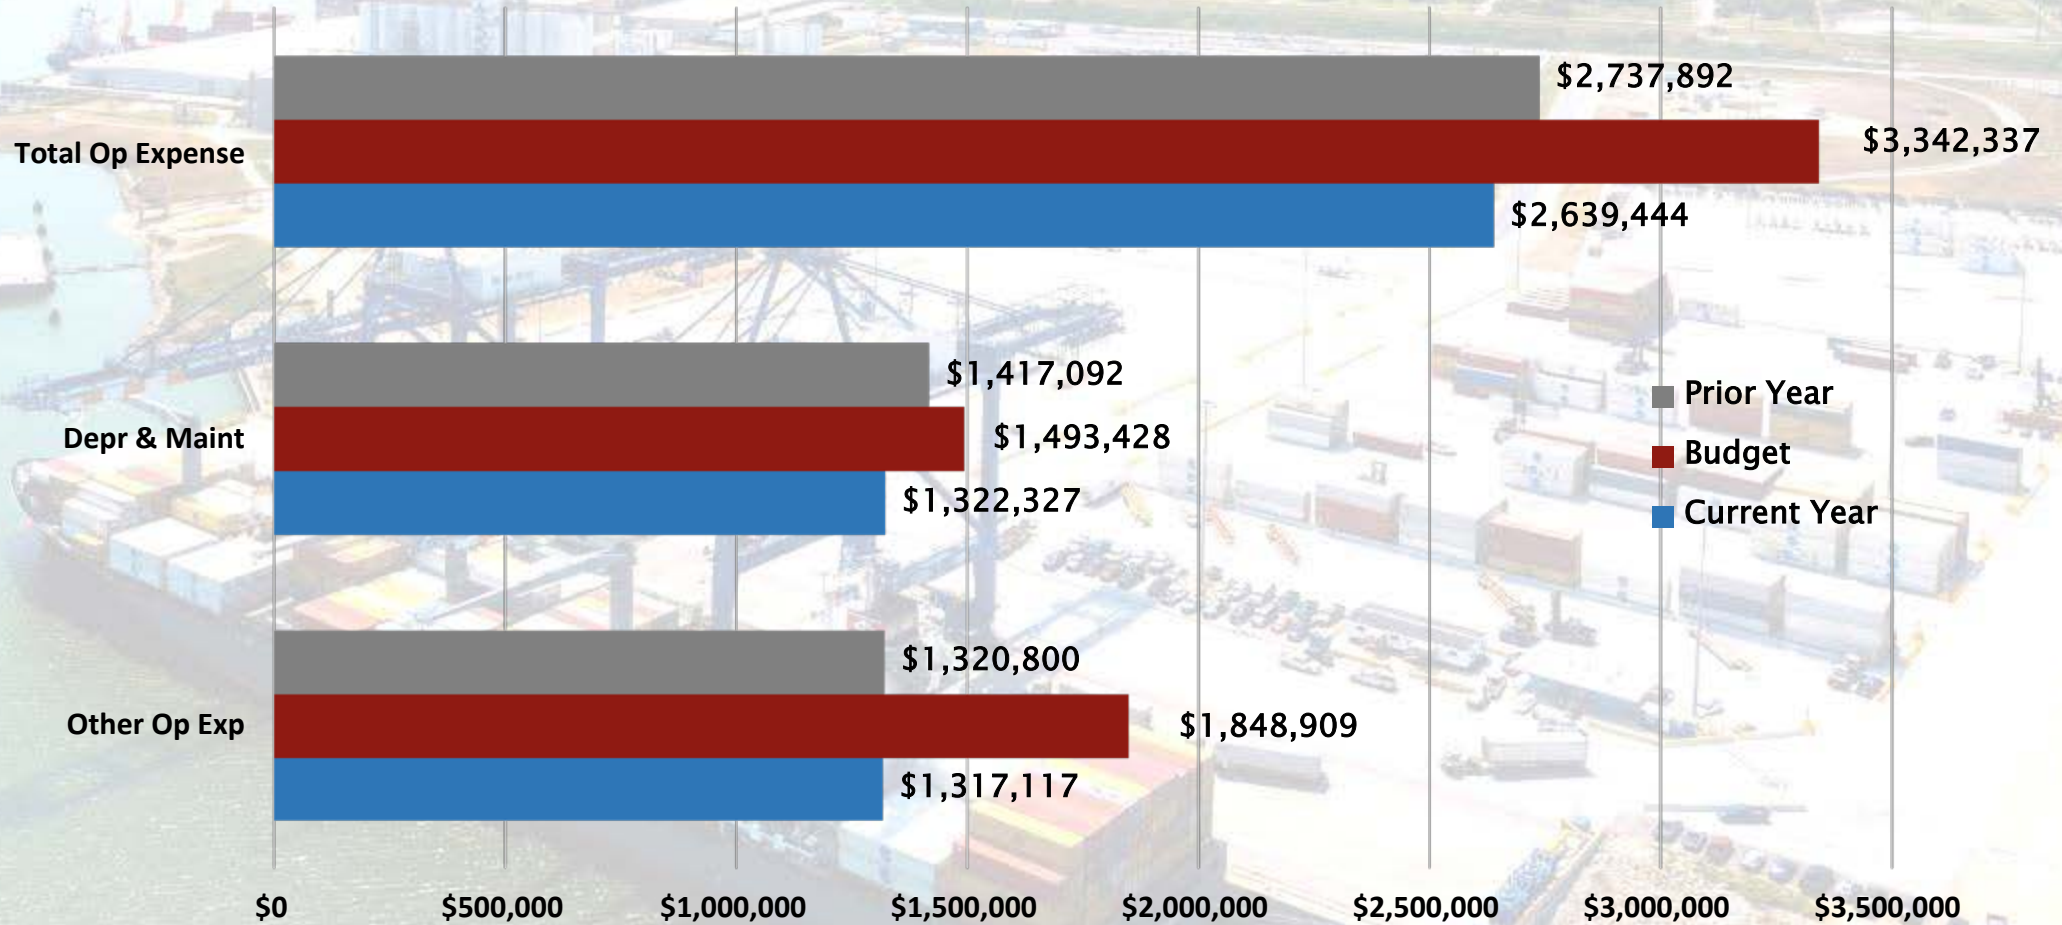 $2,737,892
Total Op Expense
$3,342,337
$2,639,444
$1,417,092
Depr & Maint
$1,493,428
$1,322,327
Prior Year
Budget
Current Year
$1,320,800
Other Op Exp
$1,848,909
$1,317,117
$0 $500,000 $1,000,000 $1,500,000 $2,000,000 $2,500,000 $3,000,000 $3,500,000